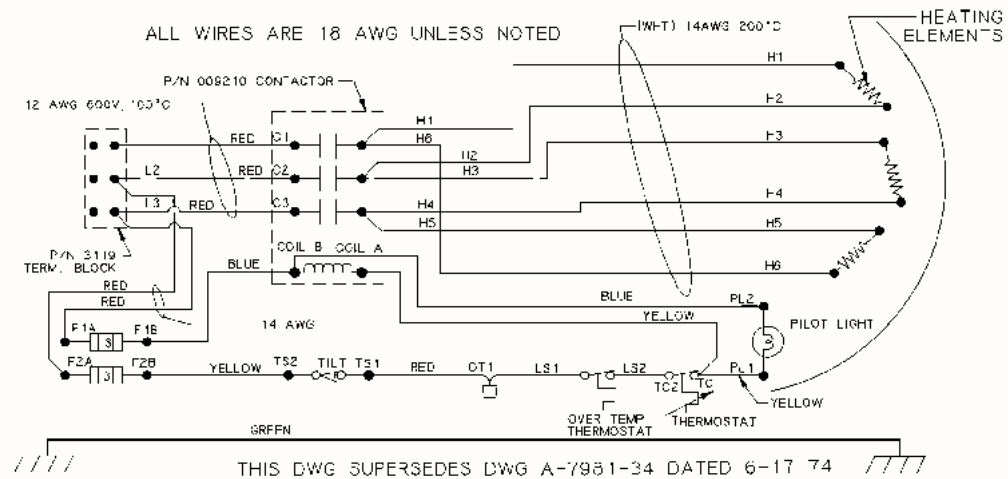 HEATING
ELEMENTS
ALL WIRES ARE 18 AWG UNLESS NOTED
(WHT) 14AWG 200°C
H1
P/N 009210 CONTACTOR
12 AWG 600V, 100°C
H2
H1
RED C1
H6
H3
H2
L2 RED C2
H3
L3 RED C3
H4
H4
H5
H5
P/N 3119
TERM. BLOCK
COIL B COIL A
BLUE
H6
RED
RED
BLUE
PL2
YELLOW
14 AWG
PILOT LIGHT
F1A F1B
3
3
F2A F2B
3
YELLOW
TS2 TILT TS1
RED
OT1
LS1
LS2
TC2 TC
PL1
YELLOW
OVER TEMP
THERMOSTAT
THERMOSTAT
GREEN
THIS DWG SUPERSEDES DWG A-7981-34 DATED 6-17 74